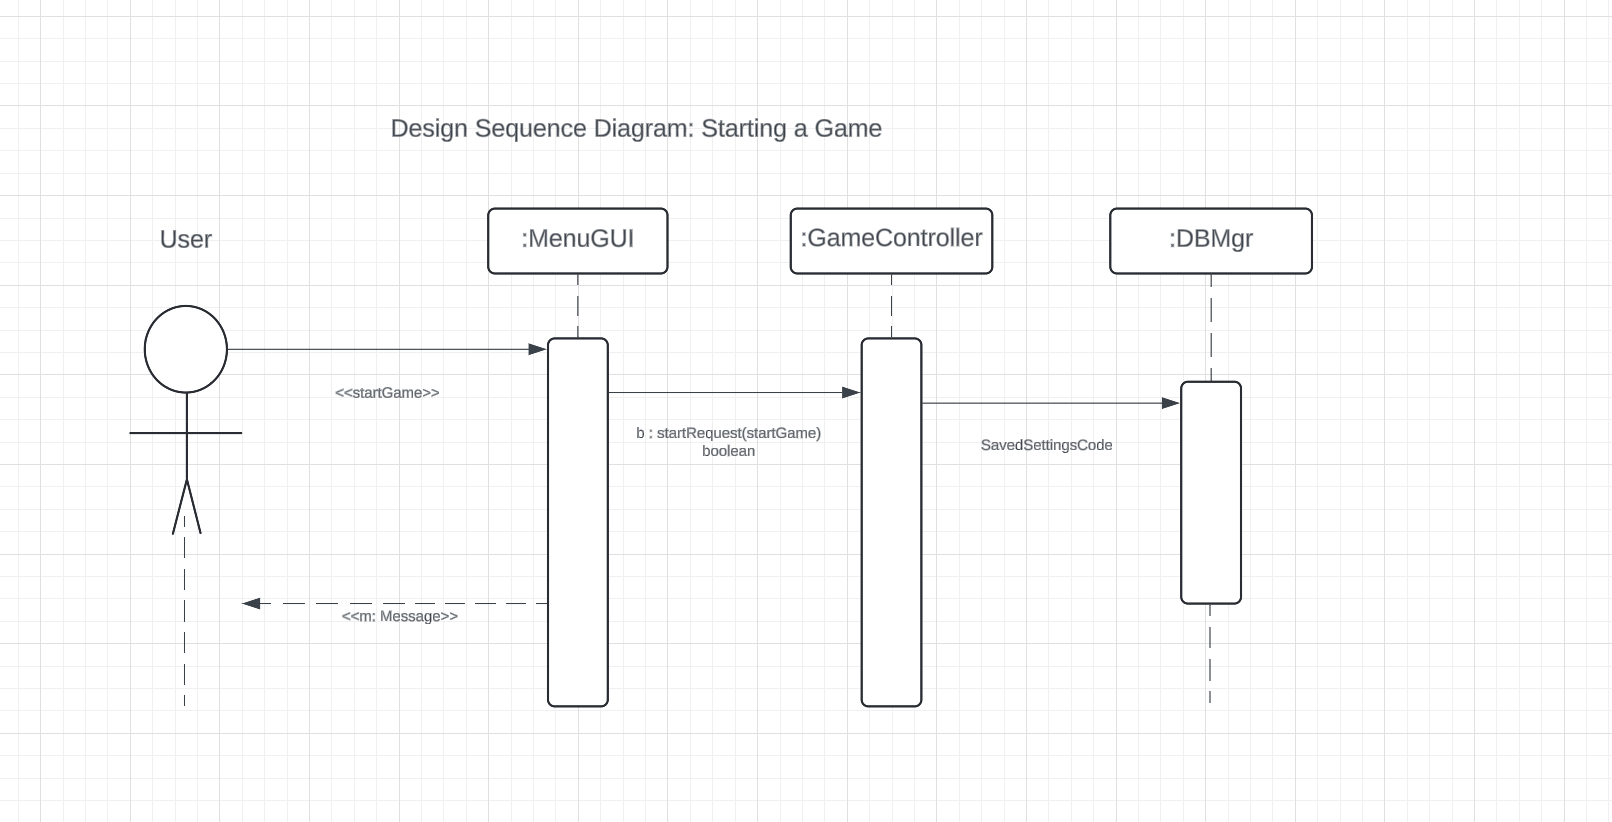 Design Sequence Diagram: Starting a Game
User
:MenuGUI
:GameController
:DBMgr
<<startGame>>
b : startRequest(startGame)
boolean
SavedSettingsCode
<<m: Message>>